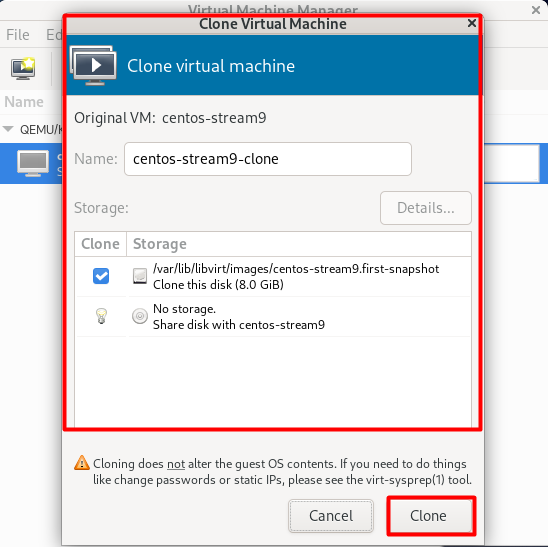 Virtual Machine Manager
Clone Virtual Machine
File
Clone virtual machine
Name
Original VM: centos-stream9
Name: centos-stream9-clone
Storage:
Details...
Clone Storage
/var/lib/libvirt/images/centos-stream9.first-snapshot
Clone this disk (8.0 GiB)
No storage.
Share disk with centos-stream9
Cloning does not alter the guest OS contents. If you need to do things
like change passwords or static IPs, please see the virt-sysprep(1) tool.
Cancel
Clone